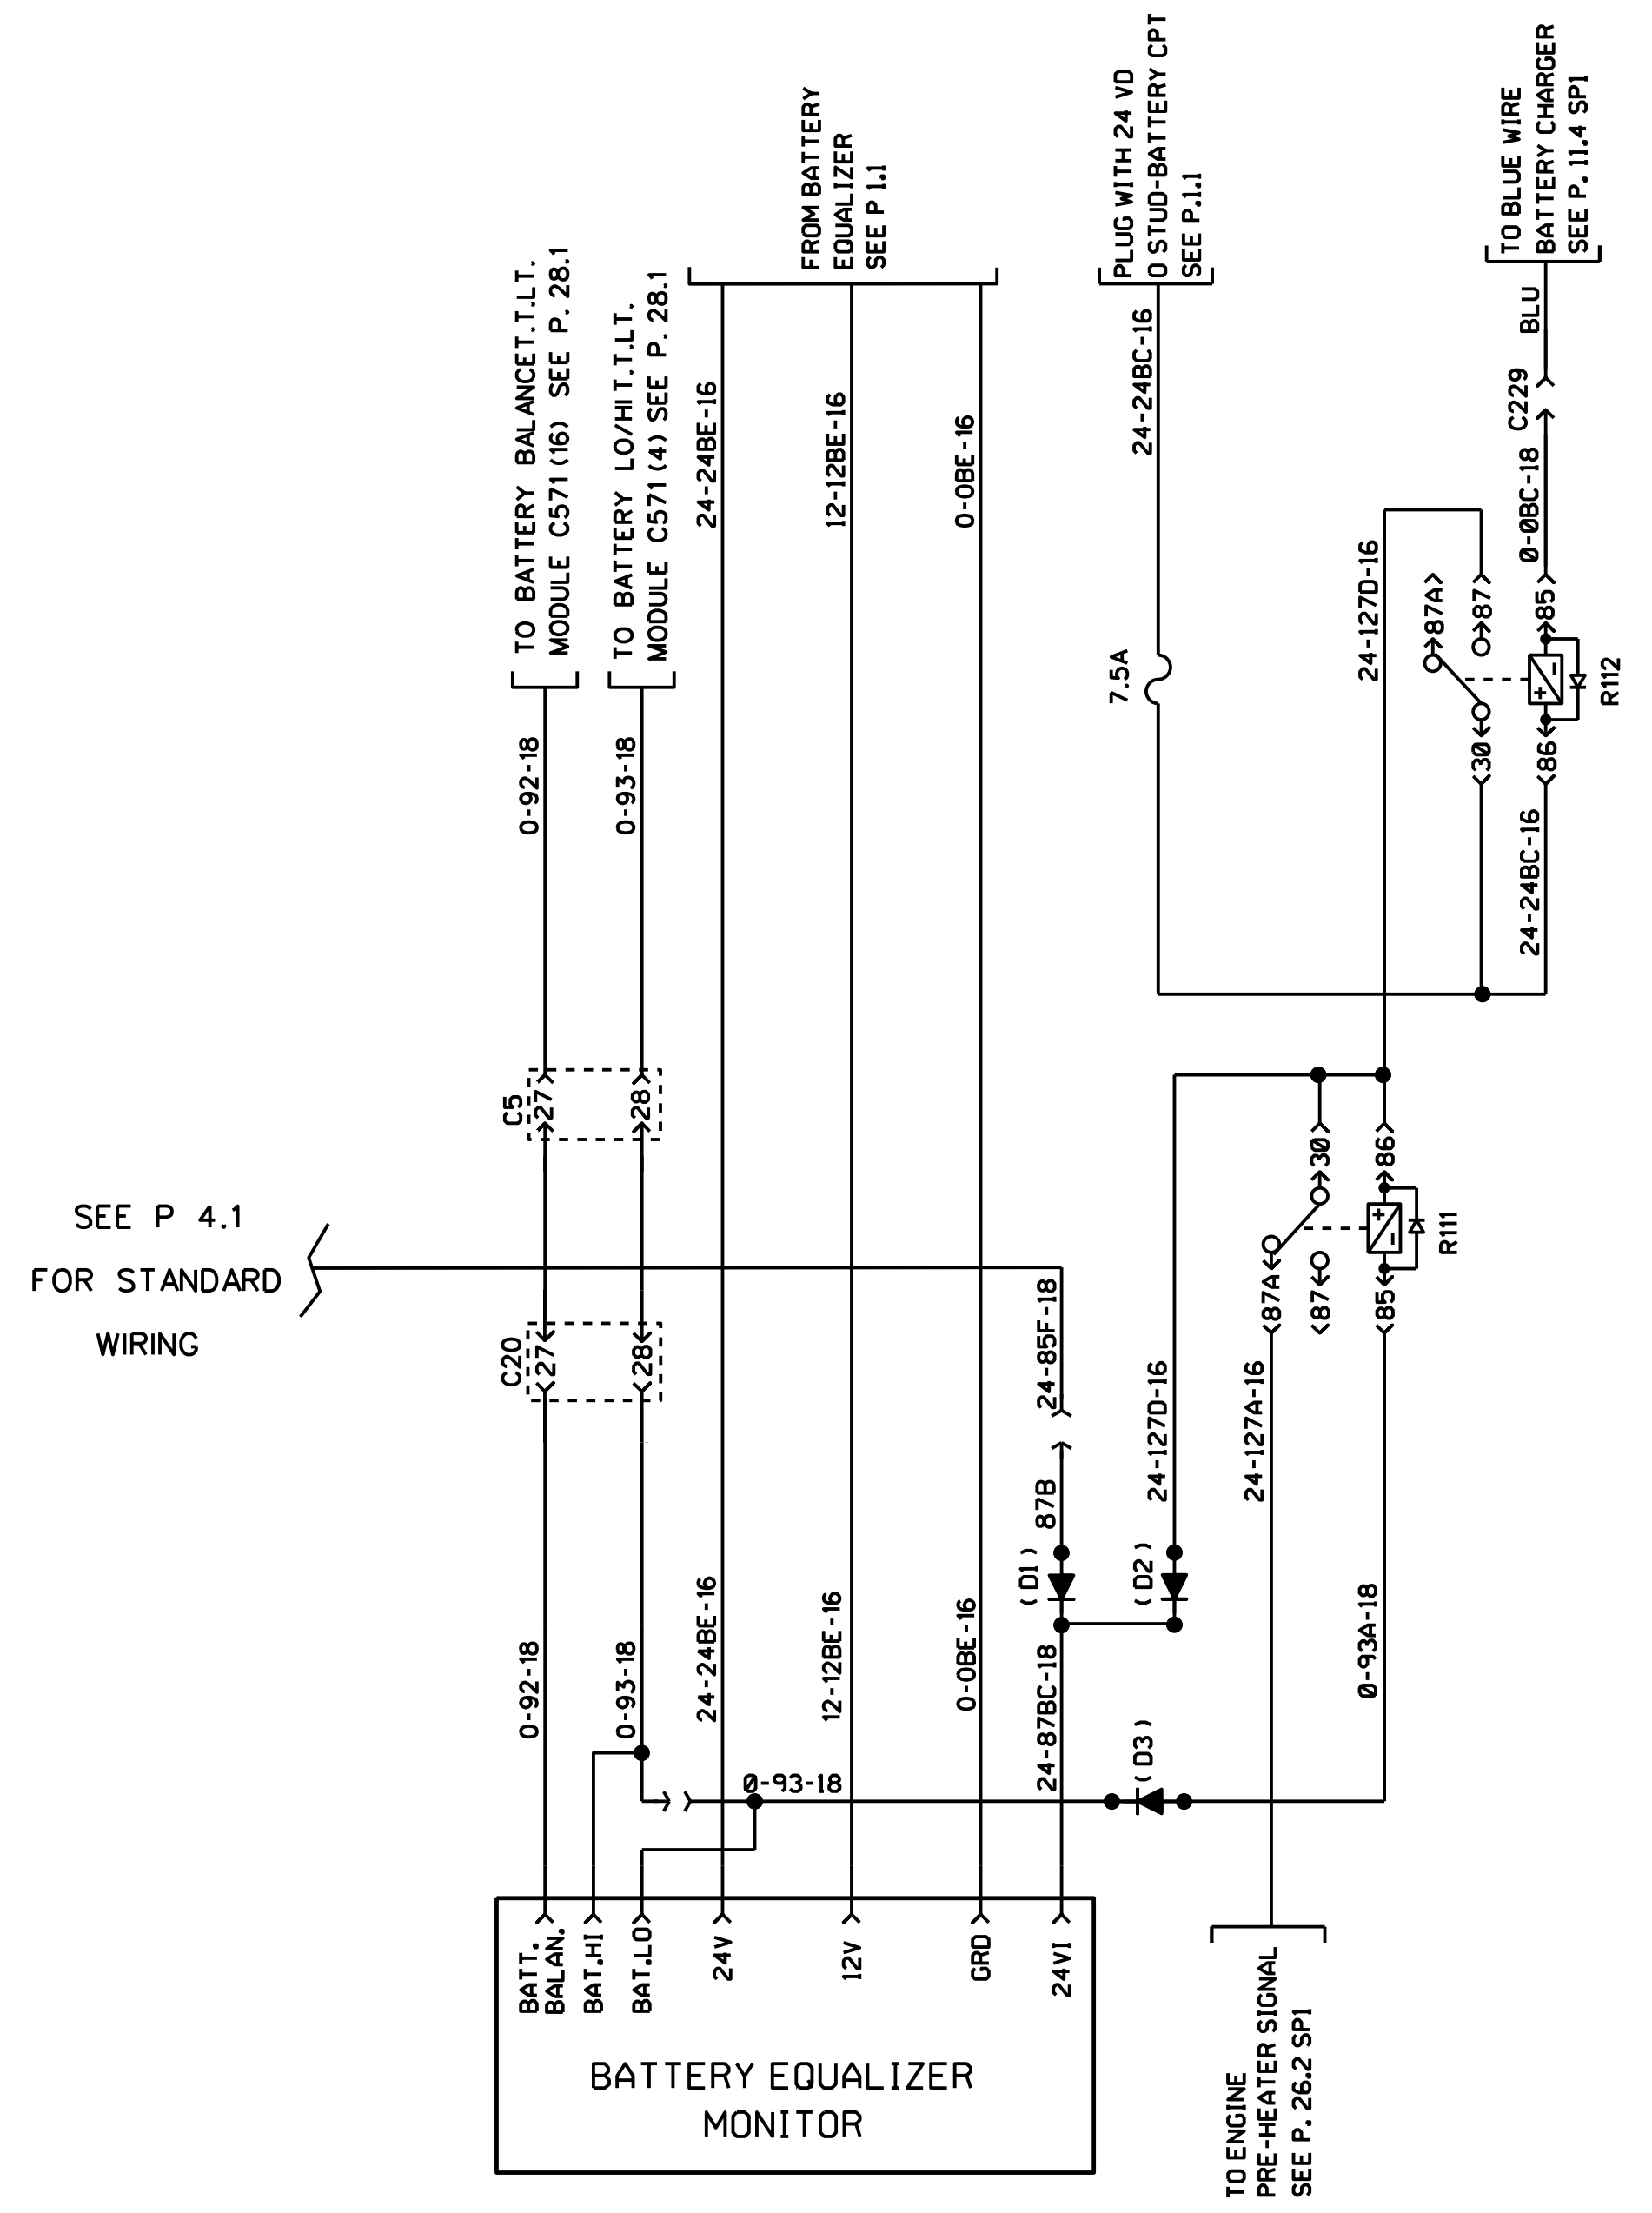 SEE P 4.1
FOR STANDARD
WIRING
TO BATTERY BALANCET.T.LT.
MODULE C571 (16) SEE P. 28.1
TO BATTERY LO/HI T.T.LT.
MODULE C571 (4) SEE P. 28.1
FROM BATTERY
EQUALIZER
SEE P 1.1
PLUG WITH 24 VD
O STUD-BATTERY CPT
SEE P.1.1
TO BLUE WIRE
BATTERY CHARGER
SEE P. 11.4 SP1
BLU
C229
0-0BC-18
24-24BE-16
12-12BE-16
0-0BE-16
24-24BC-16
7.5A
24-127D-16
87A
87
85
30
86
R112
24-24BC-16
0-92-18
0-93-18
C5
27
28
C20
27
28
30
86
87A
87
85
R111
24-85F-18
87B
24-127D-16
24-127A-16
(D1)
(D2)
0-93A-18
0-92-18
0-93-18
24-24BE-16
12-12BE-16
0-0BE-16
24-87BC-18
(D3)
0-93-18
BATT.
BALAN.
BAT.HI
BAT.LO
24V
12V
GRD
24VI
BATTERY EQUALIZER
MONITOR
TO ENGINE
PRE-HEATER SIGNAL
SEE P. 26.2 SP1